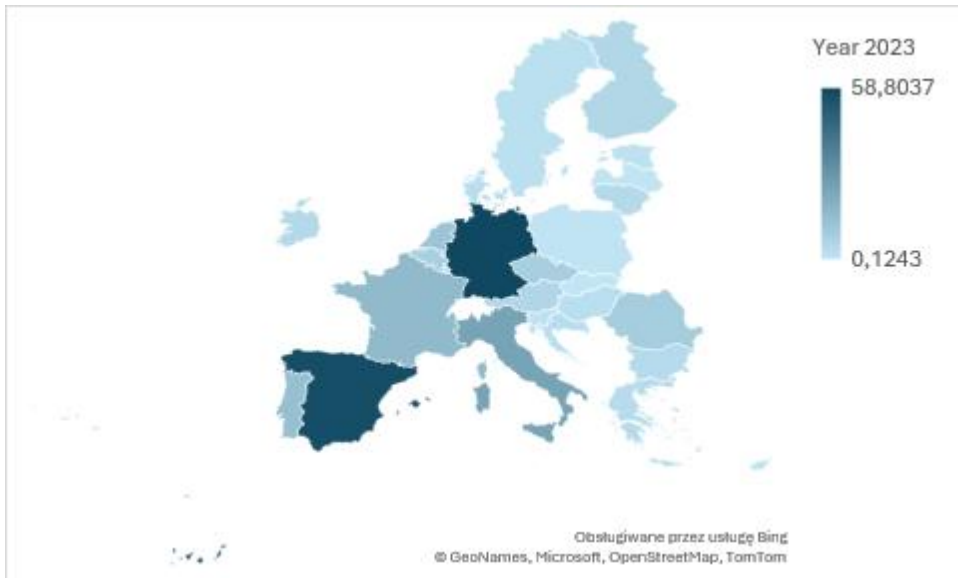 Year 2023
58,8037
0,1243
Obsługiwane przez usługę Bing
© GeoNames, Microsoft, OpenStreetMap, TomTom